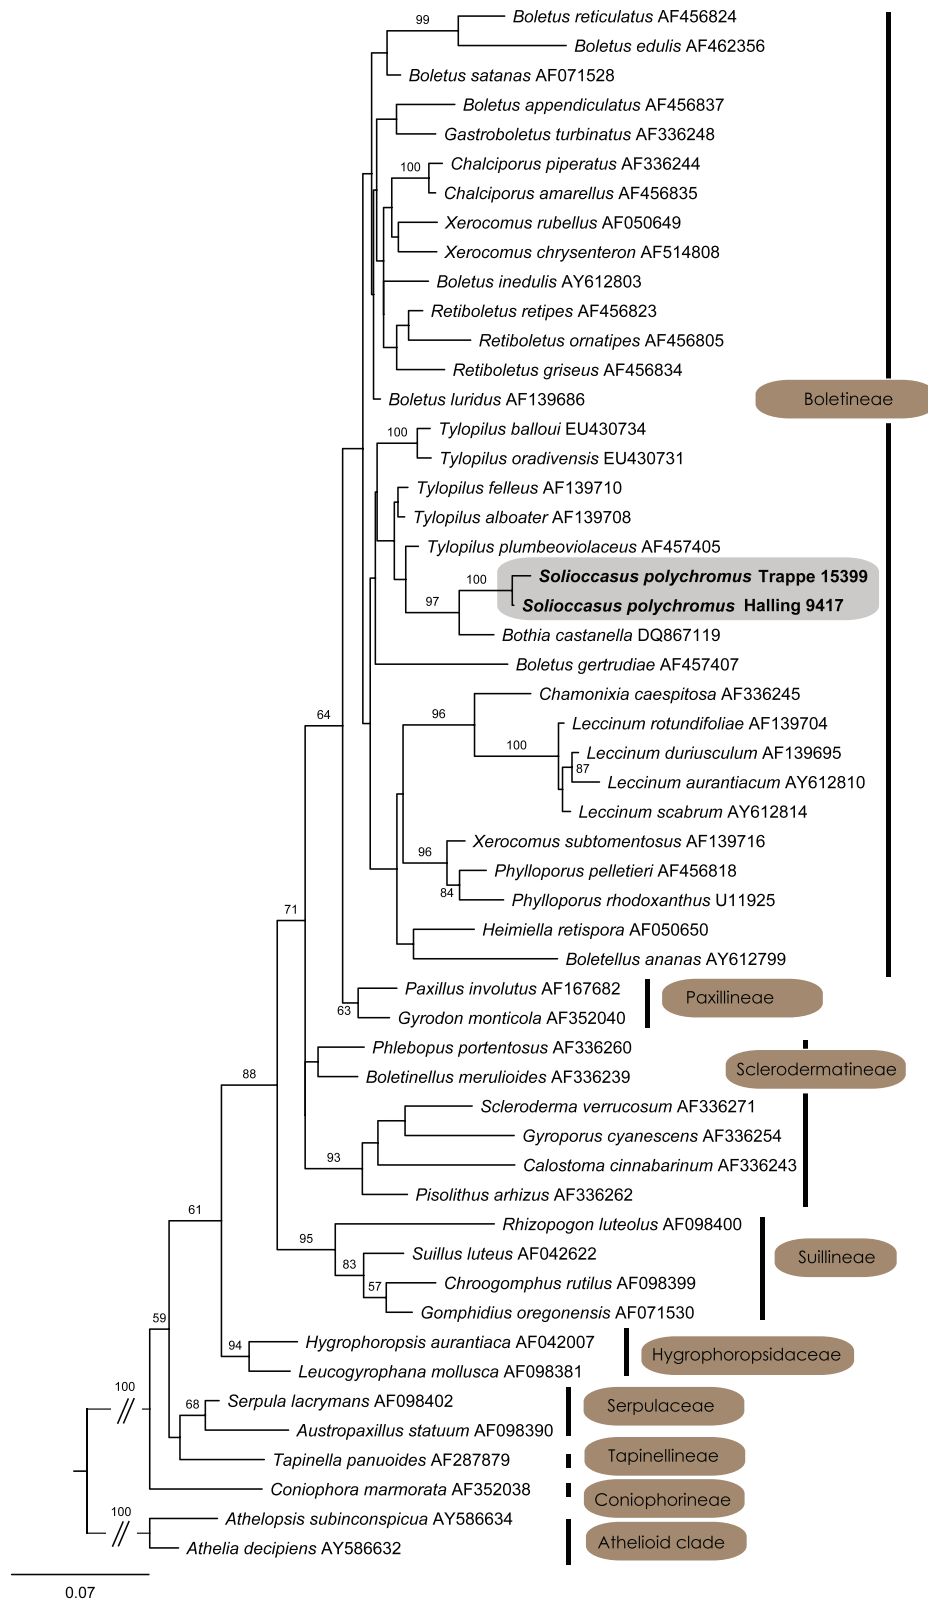 99
Boletus reticulatus AF456824
Boletus edulis AF462356
Boletus satanas AF071528
Boletus appendiculatus AF456837
Gastroboletus turbinatus AF336248
100
Chalciporus piperatus AF336244
Chalciporus amarellus AF456835
Xerocomus rubellus AF050649
Xerocomus chrysenteron AF514808
Boletus inedulis AY612803
Retiboletus retipes AF456823
Retiboletus ornatipes AF456805
Retiboletus griseus AF456834
Boletus luridus AF139686
Boletineae
100
Tylopilus balloui EU430734
Tylopilus oradivensis EU430731
Tylopilus felleus AF139710
Tylopilus alboater AF139708
Tylopilus plumbeoviolaceus AF457405
100
Solioccasus polychromus Trappe 15399
97
Solioccasus polychromus Halling 9417
Bothia castanella DQ867119
Boletus gertrudiae AF457407
Chamonixia caespitosa AF336245
96
64
Leccinum rotundifoliae AF139704
100
Leccinum duriusculum AF139695
87
Leccinum aurantiacum AY612810
Leccinum scabrum AY612814
Xerocomus subtomentosus AF139716
96
Phylloporus pelletieri AF456818
84
Phylloporus rhodoxanthus U11925
71
Heimiella retispora AF050650
Boletellus ananas AY612799
Paxillus involutus AF167682
Paxillineae
63
Gyrodon monticola AF352040
Phlebopus portentosus AF336260
Sclerodermatineae
88
Boletinellus merulioides AF336239
Scleroderma verrucosum AF336271
Gyroporus cyanescens AF336254
93
Calostoma cinnabarinum AF336243
Pisolithus arhizus AF336262
61
Rhizopogon luteolus AF098400
95
Suillus luteus AF042622
Suillineae
83
57
Chroogomphus rutilus AF098399
Gomphidius oregonensis AF071530
59
Hygrophoropsis aurantiaca AF042007
94
Hygrophoropsidaceae
Leucogyrophana mollusca AF098381
100
Serpula lacrymans AF098402
Serpulaceae
68
Austropaxillus statuum AF098390
Tapinella panuoides AF287879
Tapinellineae
Coniophora marmorata AF352038
Coniophorineae
100
Athelopsis subinconspicua AY586634
Athelia decipiens AY586632
Athelioid clade
0.07